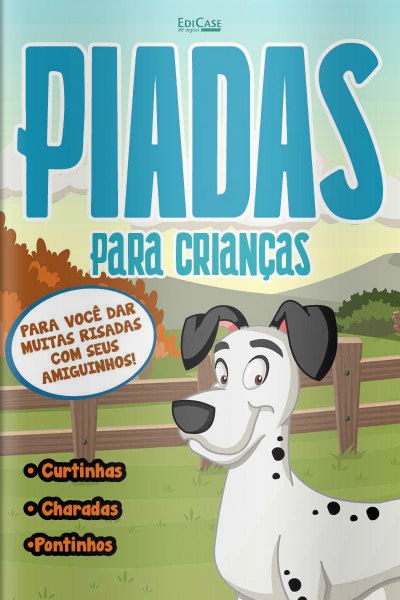 EDICASE
PIADAS
PARA CRIANÇAS
PARA VOCÊ DAR
MUITAS RISADAS
COM SEUS
AMIGUINHOS!
• Curtinhas
• Charadas
•Pontinhos